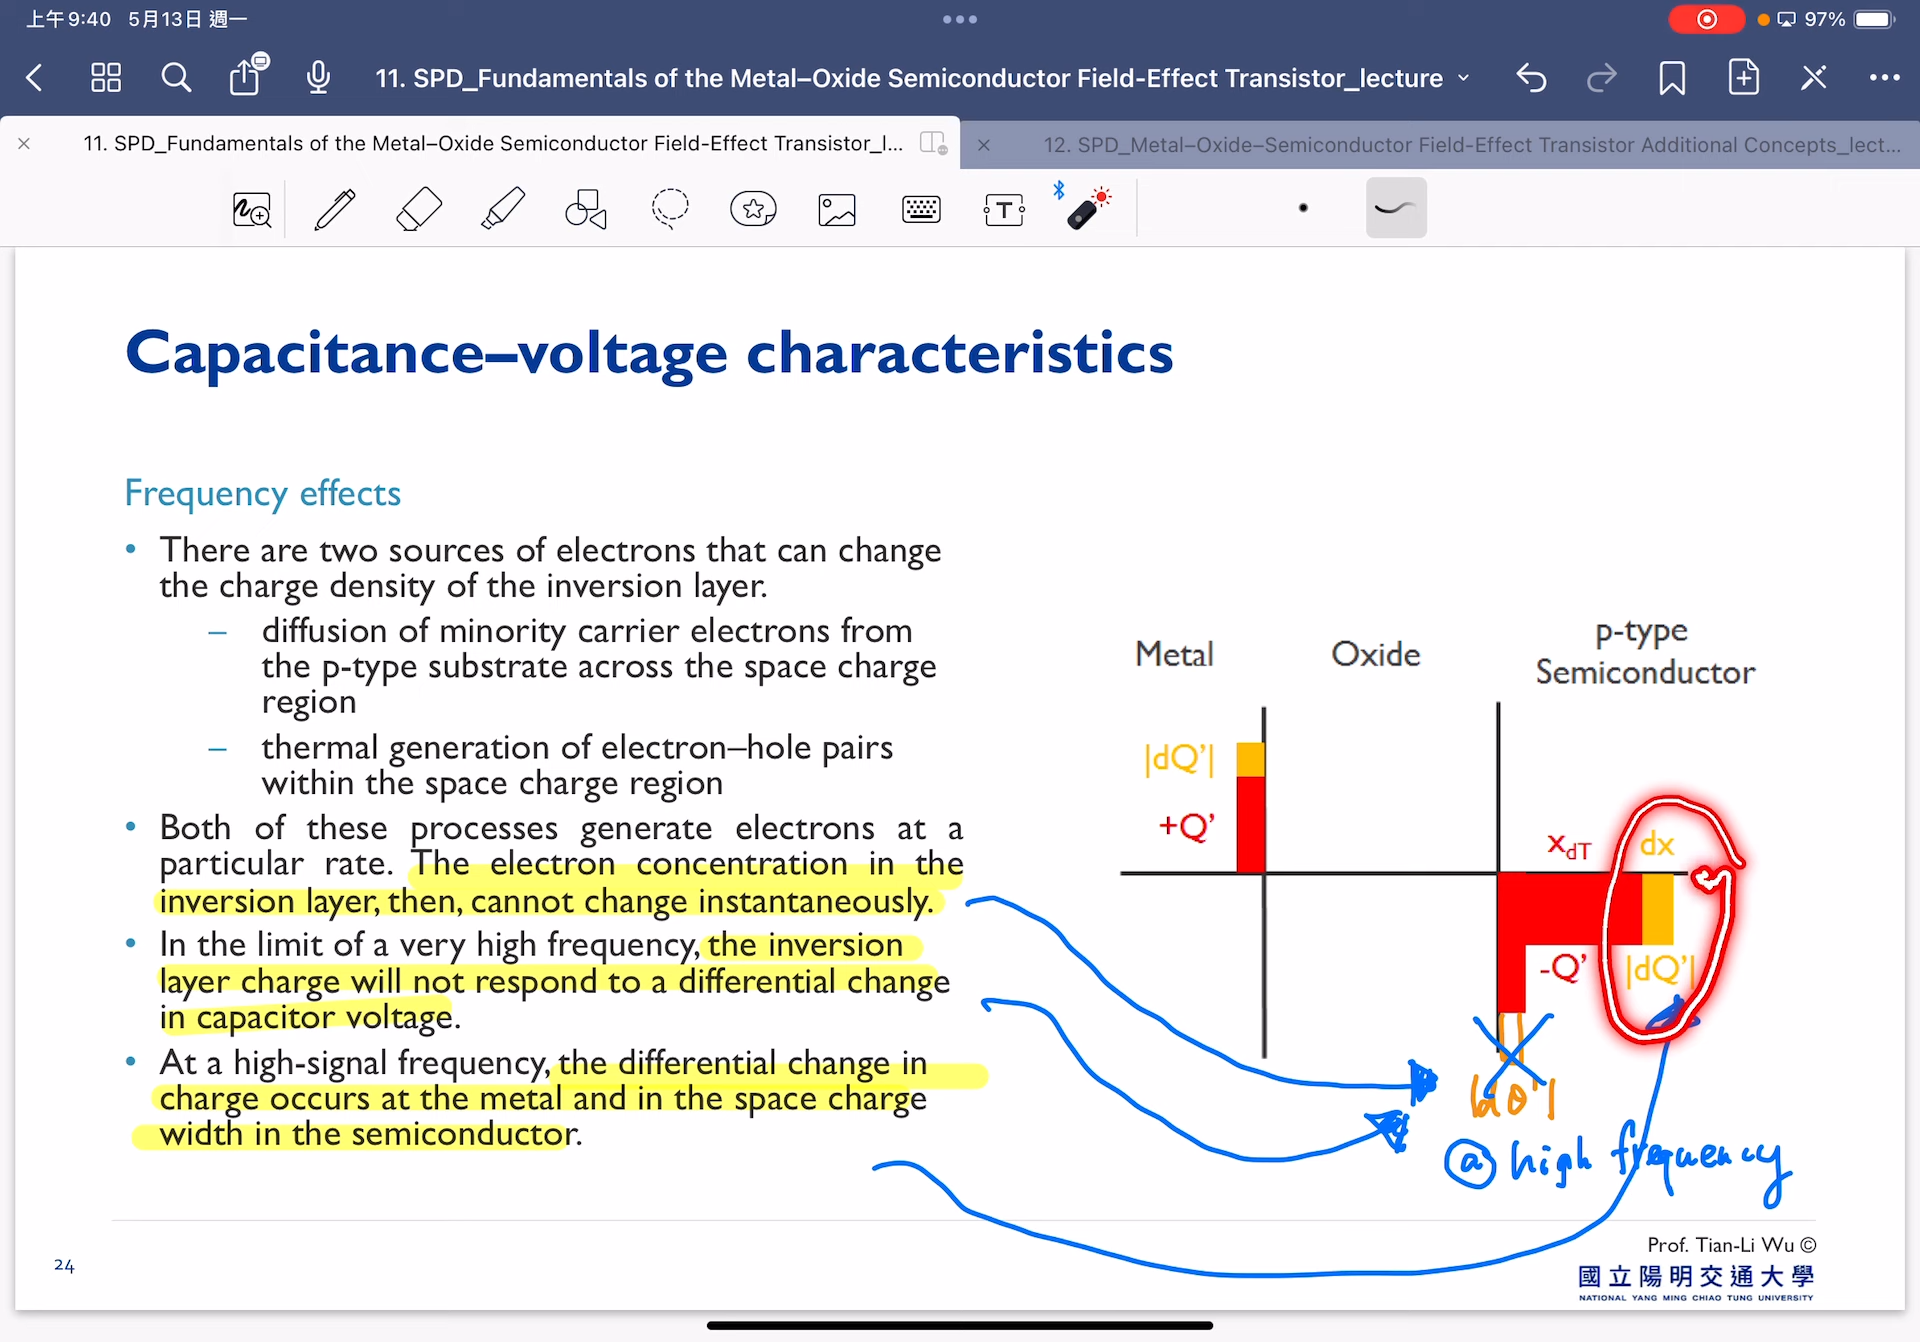 上午9:40 5月13日 週一
97%
11. SPD_Fundamentals of the Metal–Oxide Semiconductor Field-Effect Transistor_lecture
11. SPD_Fundamentals of the Metal–Oxide Semiconductor Field-Effect Transistor_l...
12. SPD_Metal–Oxide–Semiconductor Field-Effect Transistor Additional Concepts_lect...
Capacitance–voltage characteristics
Frequency effects
• There are two sources of electrons that can change
the charge density of the inversion layer.
– diffusion of minority carrier electrons from
the p-type substrate across the space charge
region
– thermal generation of electron–hole pairs
within the space charge region
• Both of these processes generate electrons at a
particular rate. The electron concentration in the
inversion layer, then, cannot change instantaneously.
• In the limit of a very high frequency, the inversion
layer charge will not respond to a differential change
in capacitor voltage.
• At a high-signal frequency, the differential change in
charge occurs at the metal and in the space charge
width in the semiconductor.
Metal
Oxide
p-type
Semiconductor
|dQ'|
+Q'
xdT
dx
-Q'
|dQ'|
|dQ'|
@ high frequency
24
Prof. Tian-Li Wu ©
國立陽明交通大學
NATIONAL YANG MING CHIAO TUNG UNIVERSITY